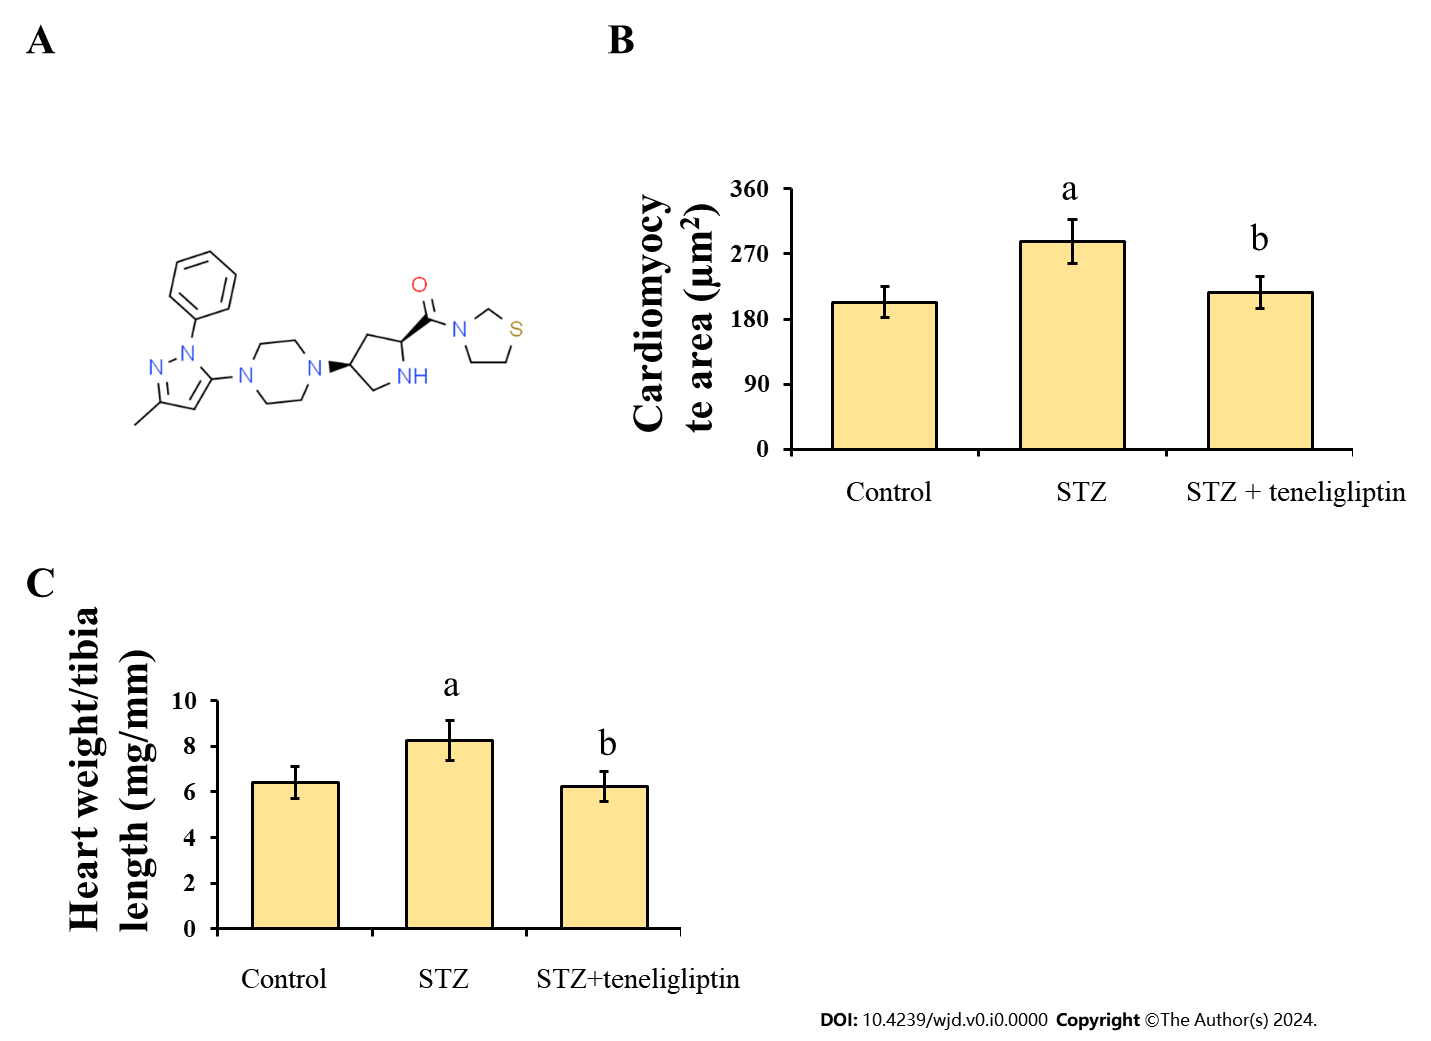 A
B
O
N
S
N
N
N
N
NH
Cardiomyocy
te area (μm²)
360
270
180
90
0
a
b
Control
STZ
STZ + teneligliptin
C
Heart weight/tibia
length (mg/mm)
10
8
6
4
2
0
a
b
Control
STZ
STZ+teneligliptin
DOI: 10.4239/wjd.v0.i0.0000 Copyright ©The Author(s) 2024.